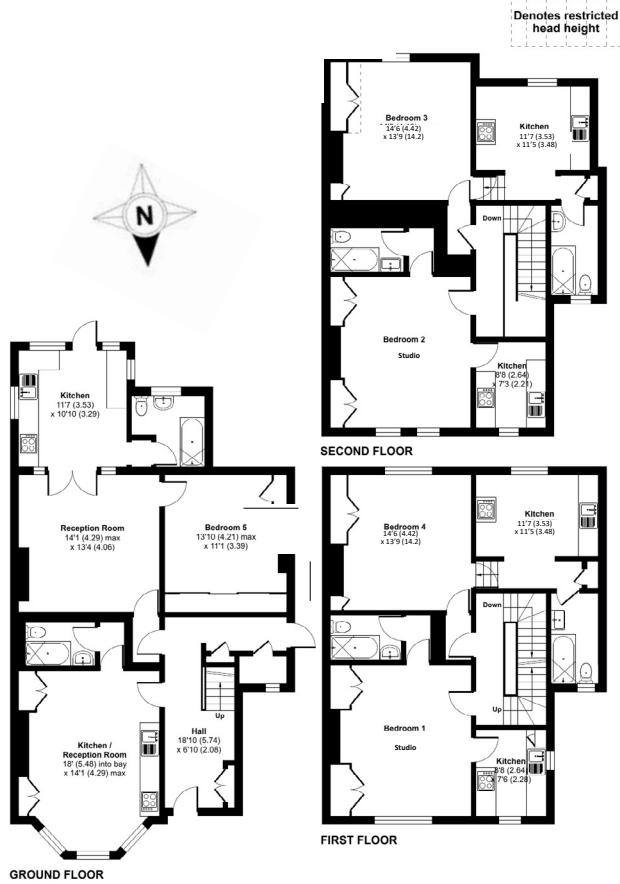 Denotes restricted
head height
N
Bedroom 3
14'6 (4.42)
x 13'9 (14.2)
Kitchen
11'7 (3.53)
x 11'5 (3.48)
Down
Bedroom 2
Studio
Kitchen
8'8 (2.64)
x 7'3 (2.21)
SECOND FLOOR
Kitchen
11'7 (3.53)
x 10'10 (3.29)
Reception Room
14'1 (4.29) max
x 13'4 (4.06)
Bedroom 5
13'10 (4.21) max
x 11'1 (3.39)
Kitchen /
Reception Room
18' (5.48) into bay
x 14'1 (4.29) max
Up
Hall
18'10 (5.74)
x 6'10 (2.08)
GROUND FLOOR
Bedroom 4
14'6 (4.42)
x 13'9 (14.2)
Kitchen
11'7 (3.53)
x 11'5 (3.48)
Down
Up
Bedroom 1
Studio
Kitchen
8'8 (2.64)
x 7'6 (2.28)
FIRST FLOOR